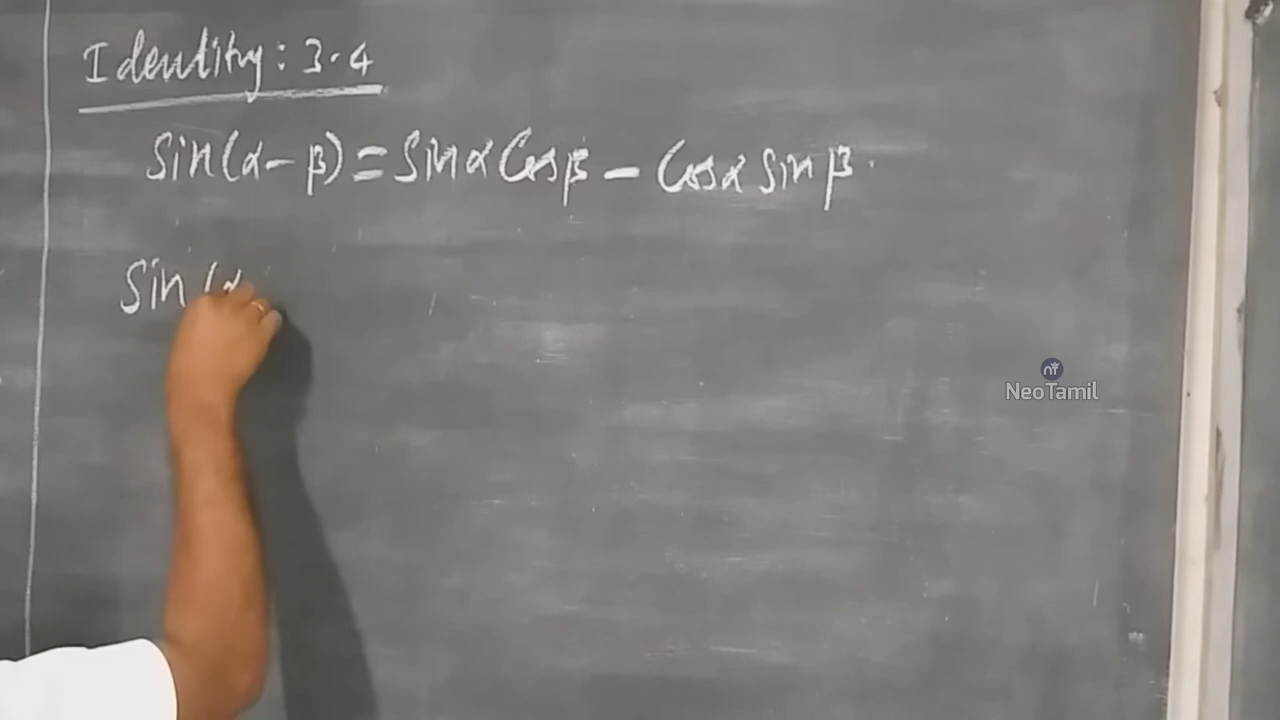 Identity: 3.4
Sin(α-β)=Sinα Cosβ - Cosα Sinβ.
Sin(α
NeoTamil